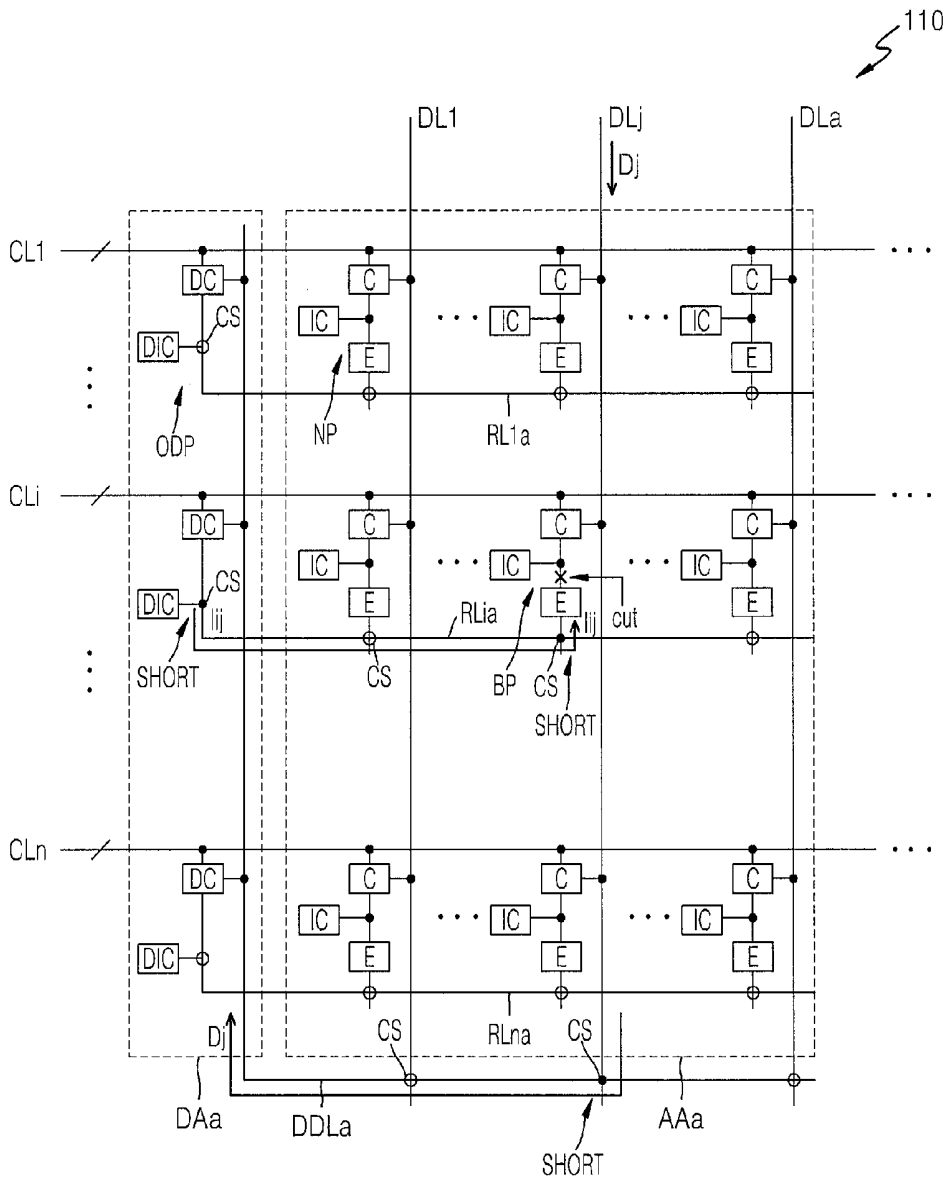 110
DL1 DLj DLa
Dj
CL1 • • •
DC C C C
CS IC • • • IC • • • IC
DIC E E E
ODP NP RL1a
CLi • • •
DC C C C
IC • • • IC • • • IC
DIC CS E E cut
Iij RLia Iij
SHORT CS BP CS
SHORT
CLn • • •
DC C C C
IC • • • IC • • • IC
DIC E E E
RLna
Dj CS CS
DAa DDLa AAa
SHORT